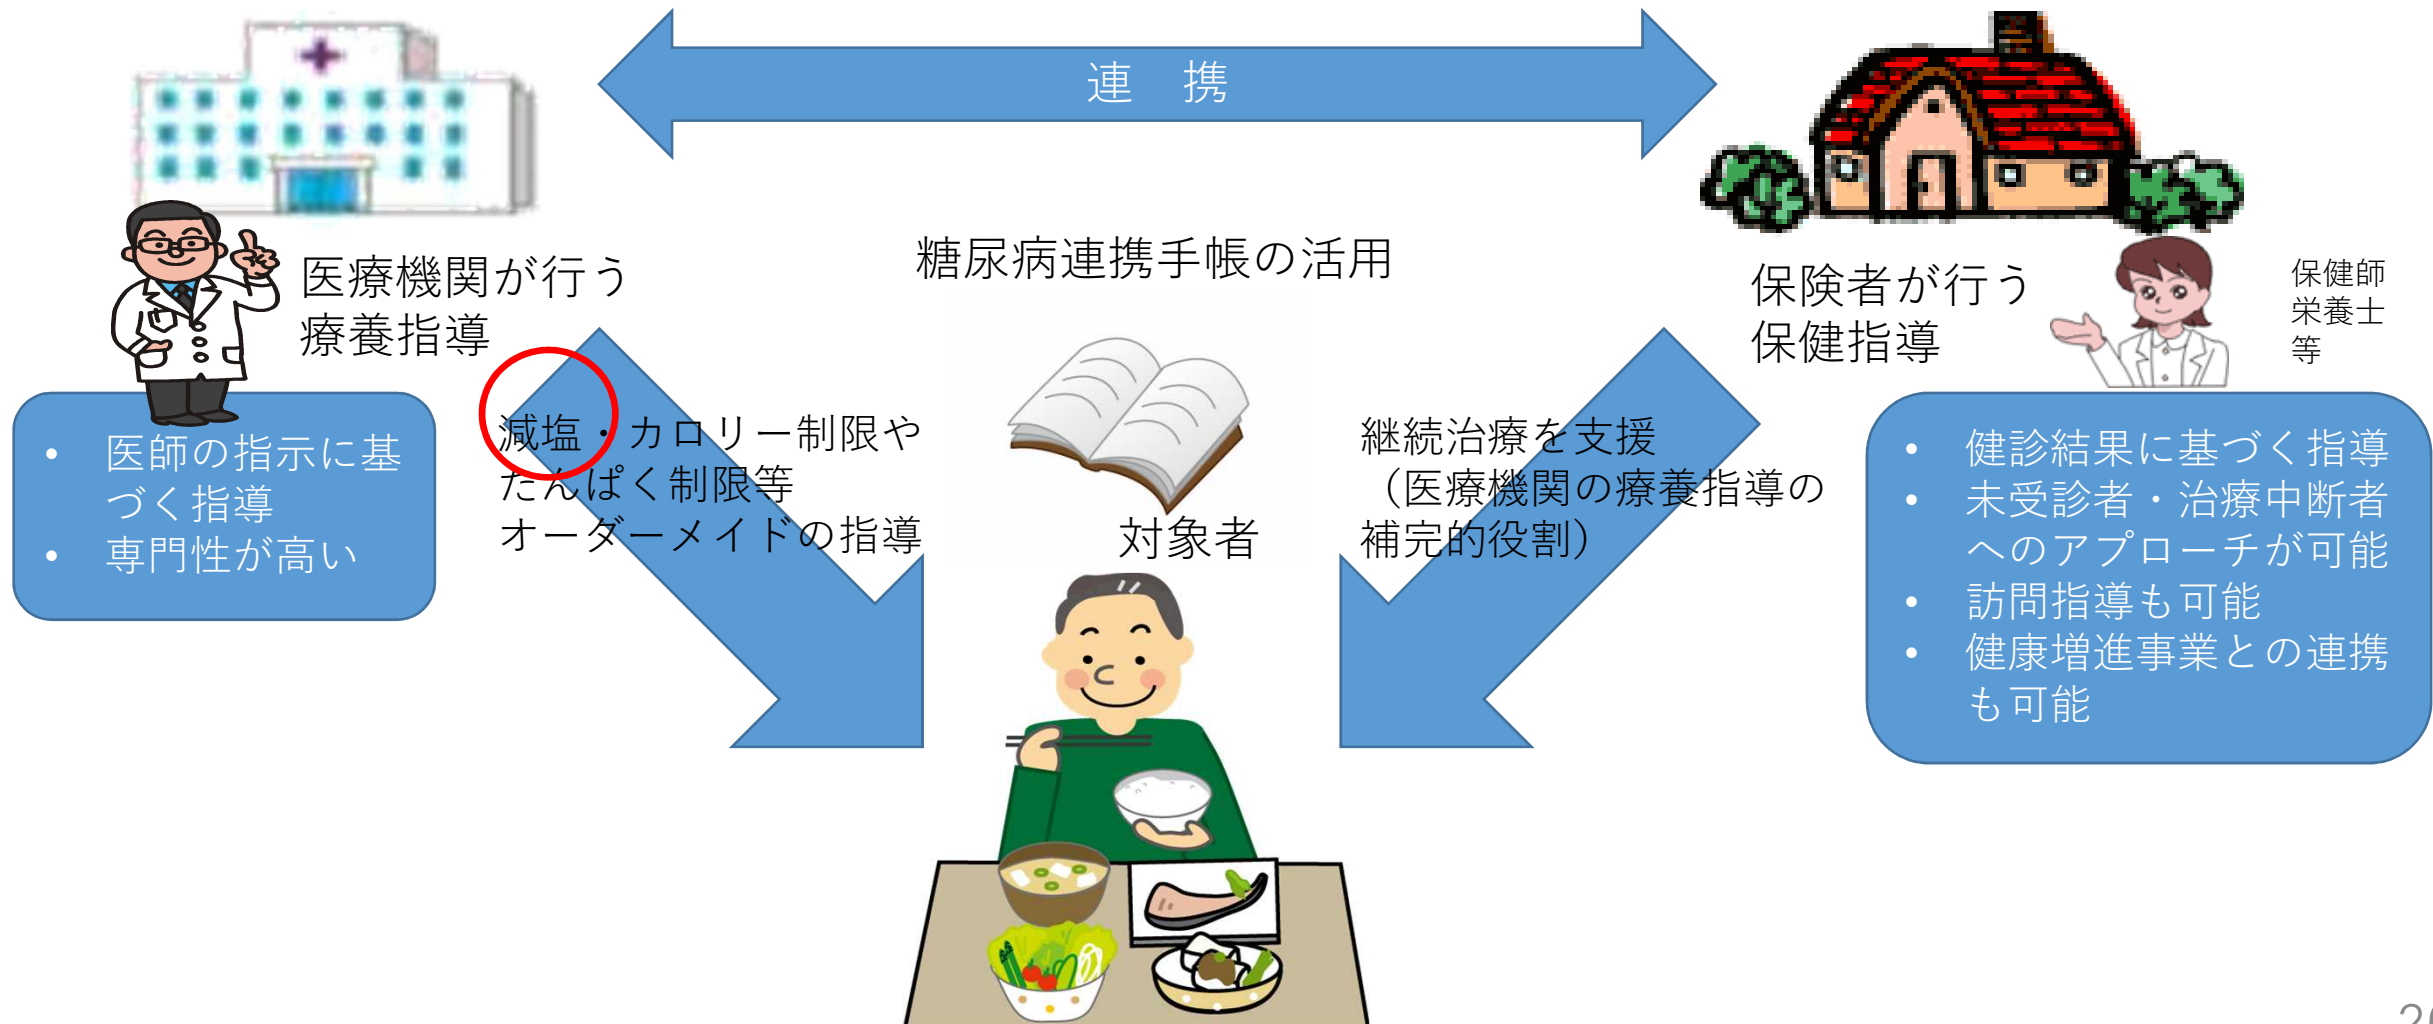 連 携
医療機関が行う
療養指導
糖尿病連携手帳の活用
保険者が行う
保健指導
保健師
栄養士
等
• 医師の指示に基
づく指導
• 専門性が高い
減塩・カロリー制限や
たんぱく制限等
オーダーメイドの指導
対象者
継続治療を支援
（医療機関の療養指導の
補完的役割）
• 健診結果に基づく指導
• 未受診者・治療中断者
へのアプローチが可能
• 訪問指導も可能
• 健康増進事業との連携
も可能